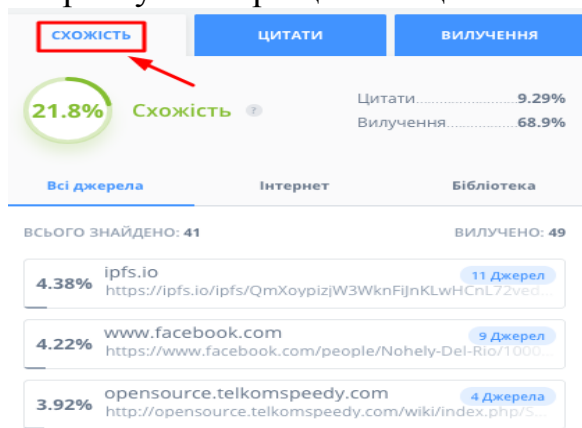 СХОЖІСТЬ ЦИТАТИ ВИЛУЧЕННЯ
21.8% Схожість ?
Цитати 9.29%
Вилучення 68.9%
Всі джерела Інтернет Бібліотека
ВСЬОГО ЗНАЙДЕНО: 41 ВИЛУЧЕНО: 49
4.38% ipfs.io 11 Джерел
https://ipfs.io/ipfs/QmXoypizjW3WknFiJnKLwHCnL72ved...
4.22% www.facebook.com 9 Джерел
https://www.facebook.com/people/Nohely-Del-Rio/1000...
3.92% opensource.telkomspeedy.com 4 Джерела
http://opensource.telkomspeedy.com/wiki/index.php/S...